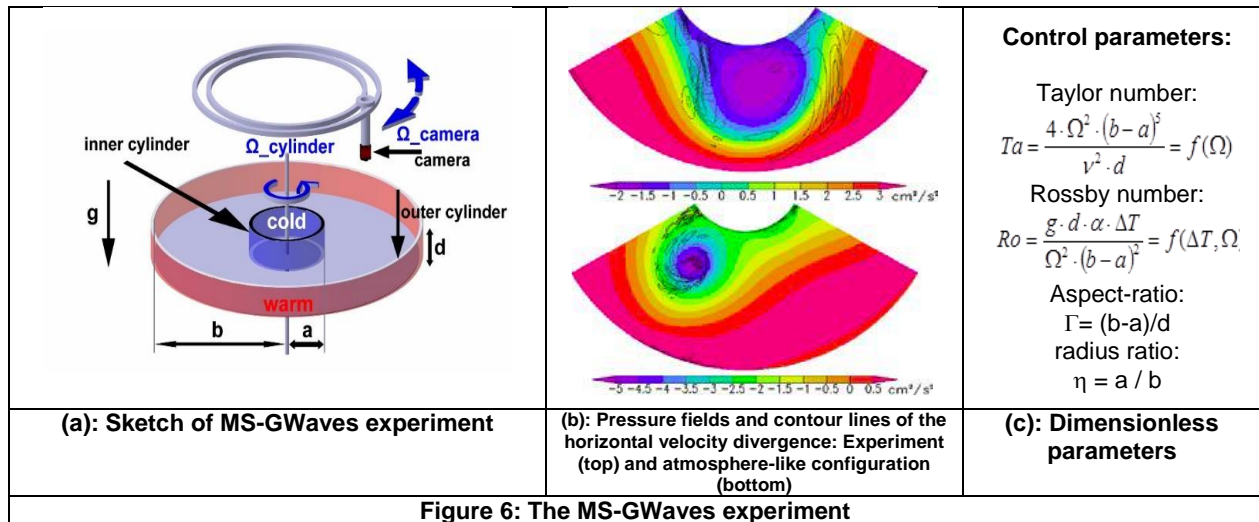 Ω_camera
Ω_cylinder
camera
inner cylinder
g
cold
outer cylinder
d
warm
b
a
-2 -1.5 -1 -0.5 0 0.5 1 1.5 2 2.5 3 cm²/s²
-5 -4.5 -4 -3.5 -3 -2.5 -2 -1.5 -1 -0.5 0 0.5 cm²/s²
Control parameters:
Taylor number:
Ta = 4·Ω²·(b−a)⁵ / ν²·d = f(Ω)
Rossby number:
Ro = g·d·α·ΔT / Ω²·(b−a)² = f(ΔT, Ω
Aspect-ratio:
Γ= (b-a)/d
radius ratio:
η = a / b
(a): Sketch of MS-GWaves experiment
(b): Pressure fields and contour lines of the
horizontal velocity divergence: Experiment
(top) and atmosphere-like configuration
(bottom)
(c): Dimensionless
parameters
Figure 6: The MS-GWaves experiment